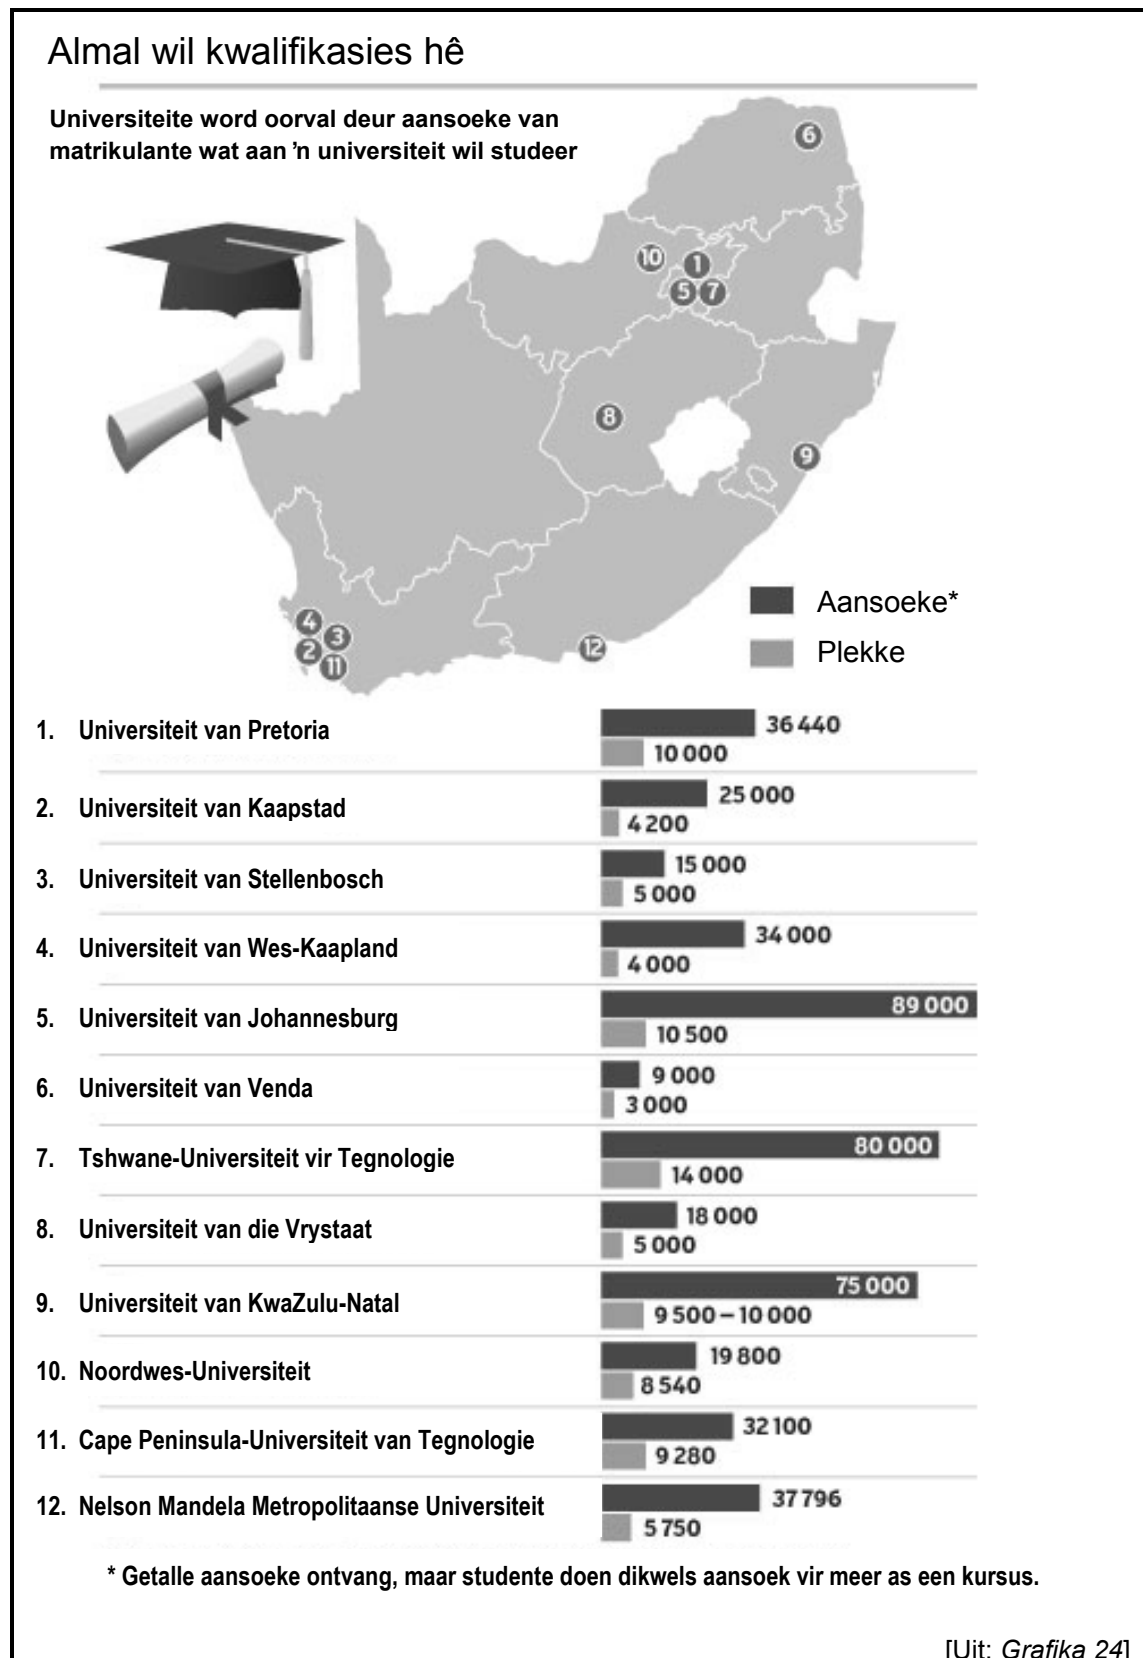 Almal wil kwalifikasies hê
Universiteite word oorval deur aansoeke van
matrikulante wat aan 'n universiteit wil studeer
6
10
1
5
7
8
9
4
3
2
11
12
Aansoeke*
Plekke
1. Universiteit van Pretoria
36 440
10 000
2. Universiteit van Kaapstad
25 000
4 200
3. Universiteit van Stellenbosch
15 000
5 000
4. Universiteit van Wes-Kaapland
34 000
4 000
5. Universiteit van Johannesburg
89 000
10 500
6. Universiteit van Venda
9 000
3 000
7. Tshwane-Universiteit vir Tegnologie
80 000
14 000
8. Universiteit van die Vrystaat
18 000
5 000
9. Universiteit van KwaZulu-Natal
75 000
9 500 – 10 000
10. Noordwes-Universiteit
19 800
8 540
11. Cape Peninsula-Universiteit van Tegnologie
32 100
9 280
12. Nelson Mandela Metropolitaanse Universiteit
37 796
5 750
* Getalle aansoeke ontvang, maar studente doen dikwels aansoek vir meer as een kursus.
[Uit: Grafika 24]